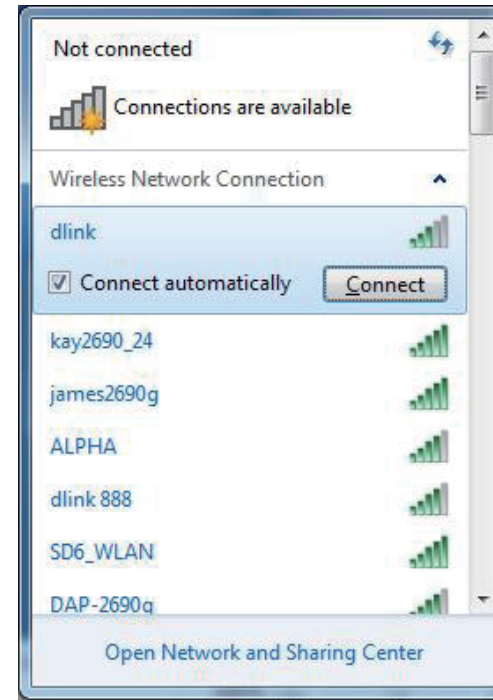 Not connected
Connections are available
Wireless Network Connection
dlink
Connect automatically Connect
kay2690_24
james2690g
ALPHA
dlink 888
SD6_WLAN
DAP-2690g
Open Network and Sharing Center